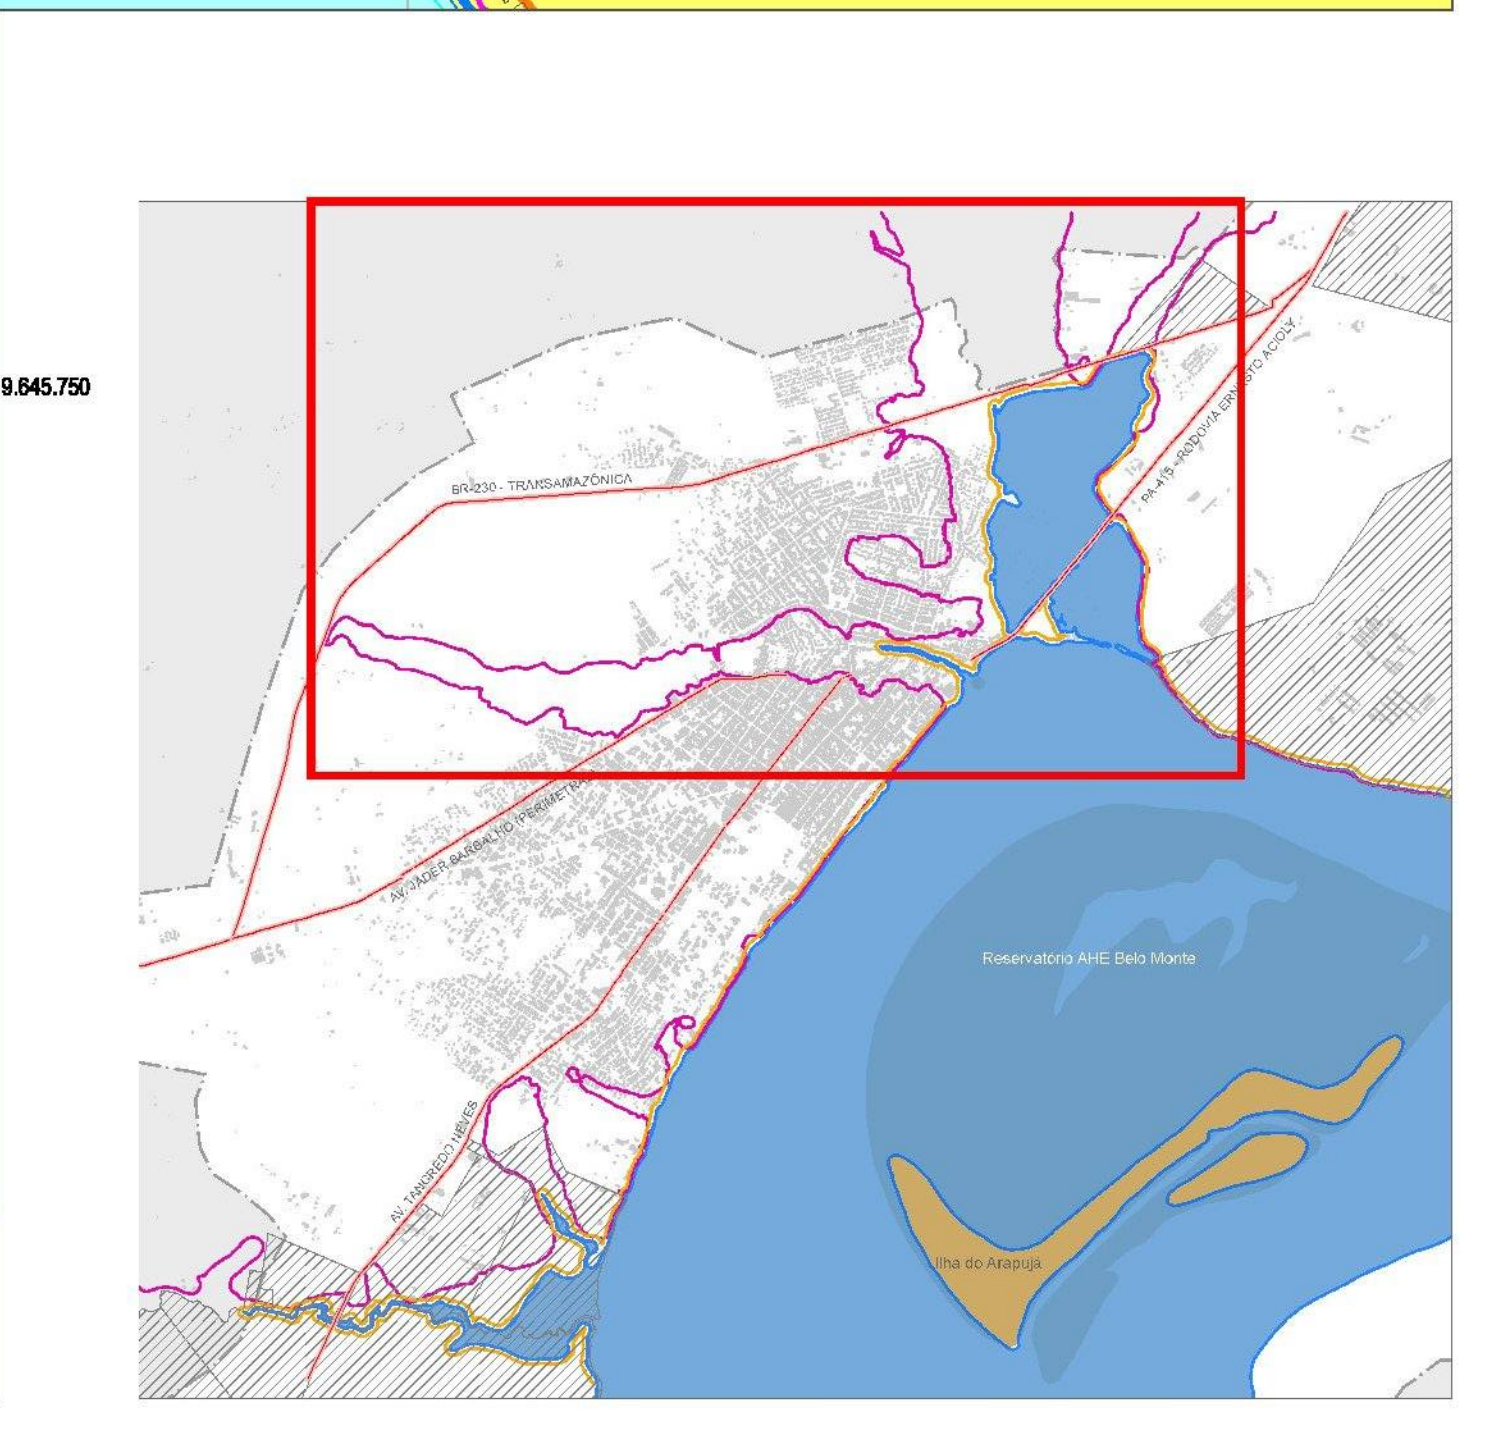 9.645.750
BR-230 - TRANSAMAZÔNICA
PA-415 - RODOVIA ERNESTO ACIOLY
AV. JADER BARBALHO (PERIMETRAL)
Reservatório AHE Belo Monte
AV. TANCREDO NEVES
Ilha do Arapujá